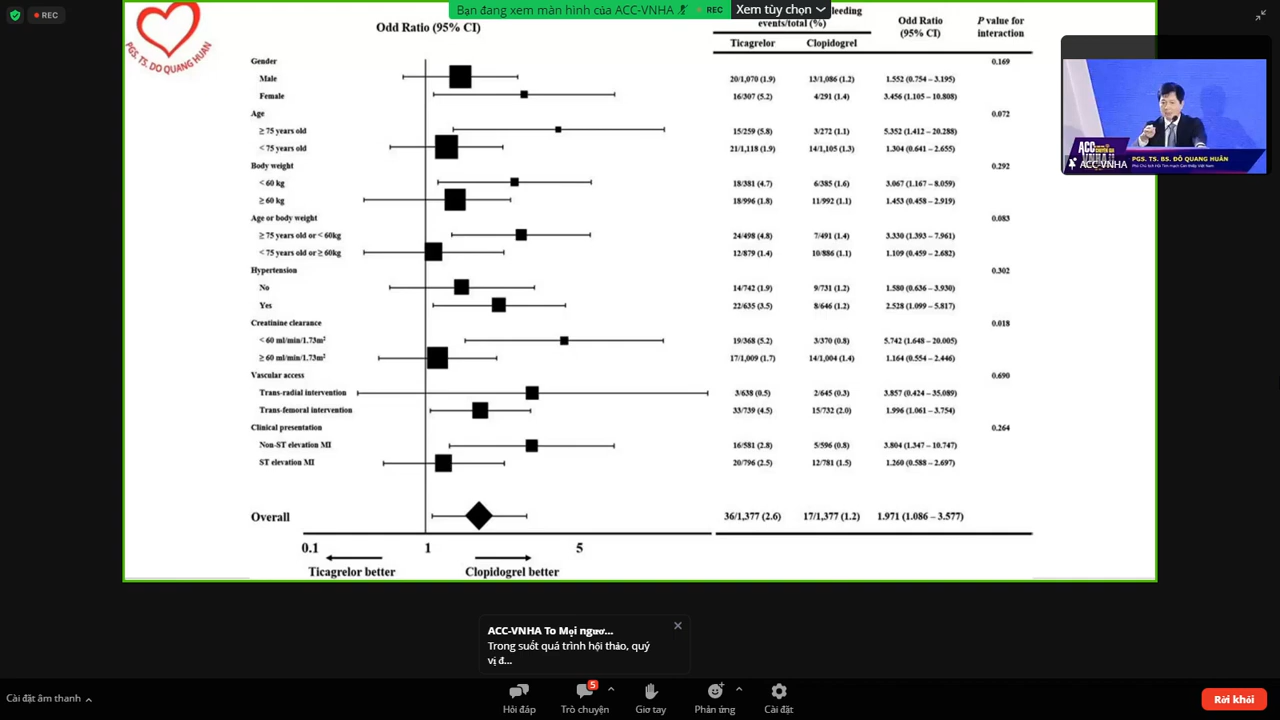 REC
Bạn đang xem màn hình của ACC-VNHA
REC
Xem tùy chọn
PGS. TS. DO QUANG HUAN
Odd Ratio (95% CI)
events/total (%)
Odd Ratio (95% CI)
P value for interaction
Ticagrelor Clopidogrel
Gender 0.169
Male 20/1,070 (1.9) 13/1,086 (1.2) 1.552 (0.754 – 3.195)
Female 16/307 (5.2) 4/291 (1.4) 3.456 (1.105 – 10.808)
Age 0.072
≥ 75 years old 15/259 (5.8) 3/272 (1.1) 5.352 (1.412 – 20.288)
< 75 years old 21/1,118 (1.9) 14/1,105 (1.3) 1.304 (0.641 – 2.655)
Body weight 0.292
< 60 kg 18/381 (4.7) 6/385 (1.6) 3.067 (1.167 – 8.059)
≥ 60 kg 18/996 (1.8) 11/992 (1.1) 1.453 (0.458 – 2.919)
Age or body weight 0.083
≥ 75 years old or < 60kg 24/498 (4.8) 7/491 (1.4) 3.330 (1.393 – 7.961)
< 75 years old or ≥ 60kg 12/879 (1.4) 10/886 (1.1) 1.109 (0.459 – 2.682)
Hypertension 0.302
No 14/742 (1.9) 9/731 (1.2) 1.580 (0.636 – 3.930)
Yes 22/635 (3.5) 8/646 (1.2) 2.528 (1.099 – 5.817)
Creatinine clearance 0.018
< 60 ml/min/1.73m² 19/368 (5.2) 3/370 (0.8) 5.742 (1.648 – 20.005)
≥ 60 ml/min/1.73m² 17/1,009 (1.7) 14/1,004 (1.4) 1.164 (0.554 – 2.446)
Vascular access 0.690
Trans-radial intervention 3/638 (0.5) 2/645 (0.3) 3.857 (0.424 – 35.089)
Trans-femoral intervention 33/739 (4.5) 15/732 (2.0) 1.996 (1.061 – 3.754)
Clinical presentation 0.264
Non-ST elevation MI 16/581 (2.8) 5/596 (0.8) 3.804 (1.347 – 10.747)
ST elevation MI 20/796 (2.5) 12/781 (1.5) 1.260 (0.588 – 2.697)
Overall 36/1,377 (2.6) 17/1,377 (1.2) 1.971 (1.086 – 3.577)
0.1 1 5
Ticagrelor better Clopidogrel better
PGS. TS. BS. ĐỖ QUANG HUÂN
ACC-VNHA
ACC-VNHA To Mọi ngươ...
Trong suốt quá trình hội thảo, quý
vị đ...
Cài đặt âm thanh
Hỏi đáp
5
Trò chuyện
Giơ tay
Phản ứng
Cài đặt
Rời khỏi